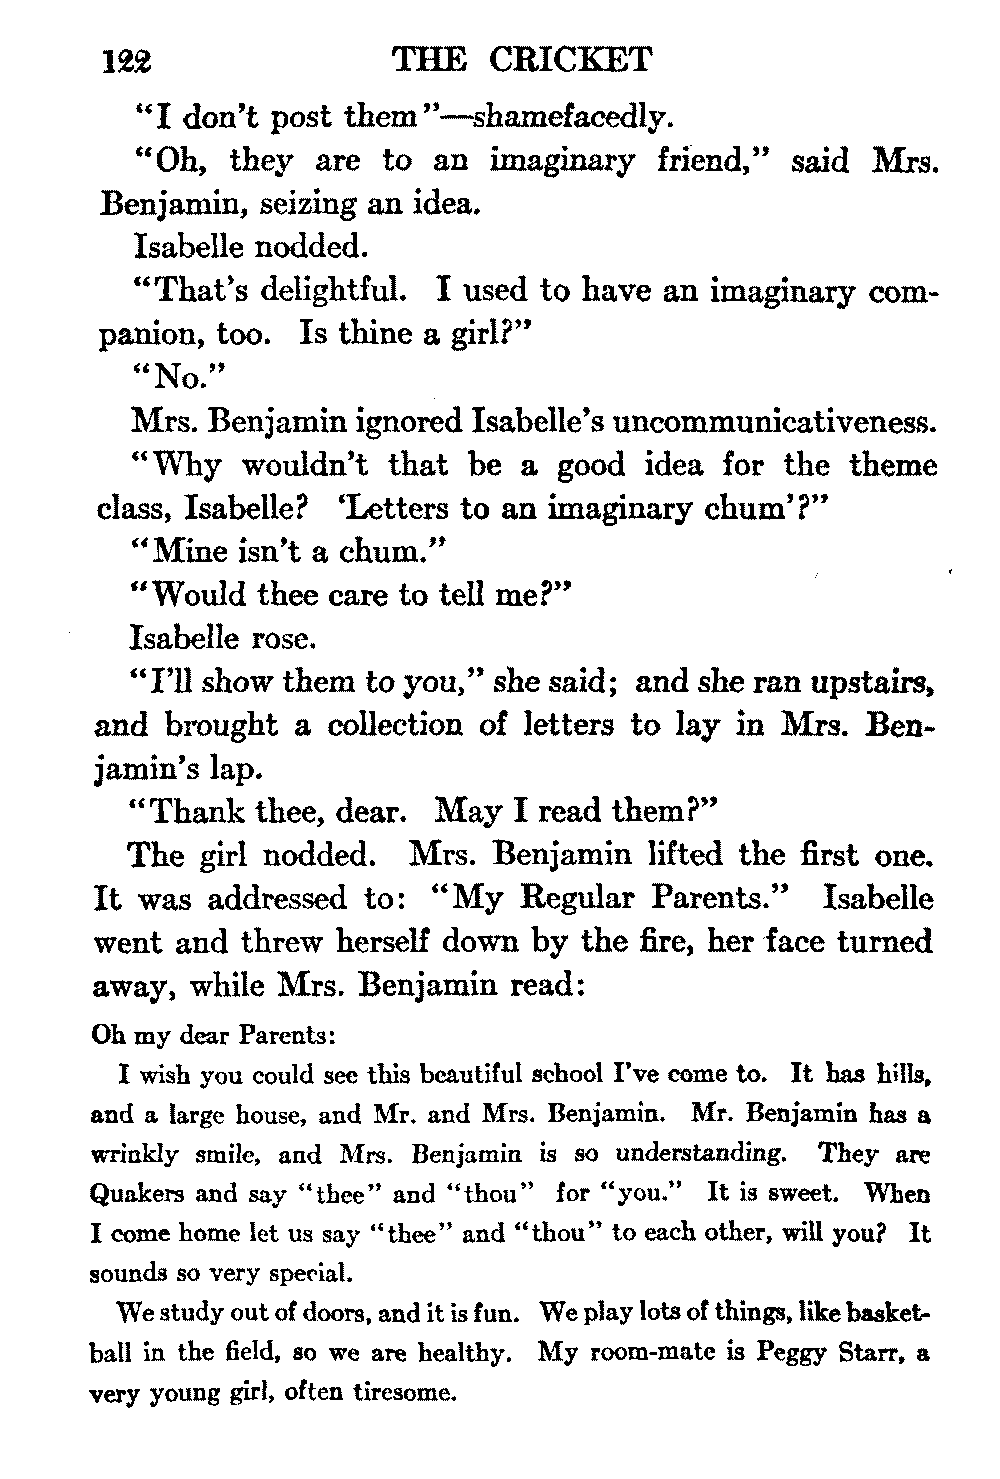 122 THE CRICKET
“I don’t post them”—shamefacedly.
“Oh, they are to an imaginary friend,” said Mrs.
Benjamin, seizing an idea.
Isabelle nodded.
“That’s delightful. I used to have an imaginary com-
panion, too. Is thine a girl?”
“No.”
Mrs. Benjamin ignored Isabelle’s uncommunicativeness.
“Why wouldn’t that be a good idea for the theme
class, Isabelle? ‘Letters to an imaginary chum’?”
“Mine isn’t a chum.”
“Would thee care to tell me?”
Isabelle rose.
“I’ll show them to you,” she said; and she ran upstairs,
and brought a collection of letters to lay in Mrs. Ben-
jamin’s lap.
“Thank thee, dear. May I read them?”
The girl nodded. Mrs. Benjamin lifted the first one.
It was addressed to: “My Regular Parents.” Isabelle
went and threw herself down by the fire, her face turned
away, while Mrs. Benjamin read:
Oh my dear Parents:
I wish you could see this beautiful school I’ve come to. It has hills,
and a large house, and Mr. and Mrs. Benjamin. Mr. Benjamin has a
wrinkly smile, and Mrs. Benjamin is so understanding. They are
Quakers and say “thee” and “thou” for “you.” It is sweet. When
I come home let us say “thee” and “thou” to each other, will you? It
sounds so very special.
We study out of doors, and it is fun. We play lots of things, like basket-
ball in the field, so we are healthy. My room-mate is Peggy Starr, a
very young girl, often tiresome.